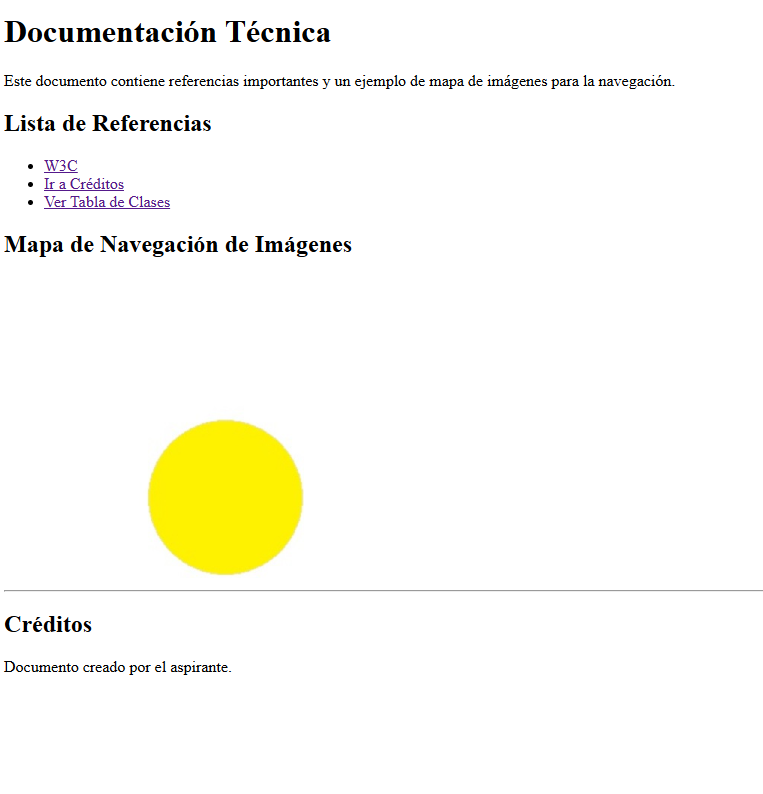 Documentación Técnica
Este documento contiene referencias importantes y un ejemplo de mapa de imágenes para la navegación.
Lista de Referencias
W3C
Ir a Créditos
Ver Tabla de Clases
Mapa de Navegación de Imágenes
Créditos
Documento creado por el aspirante.